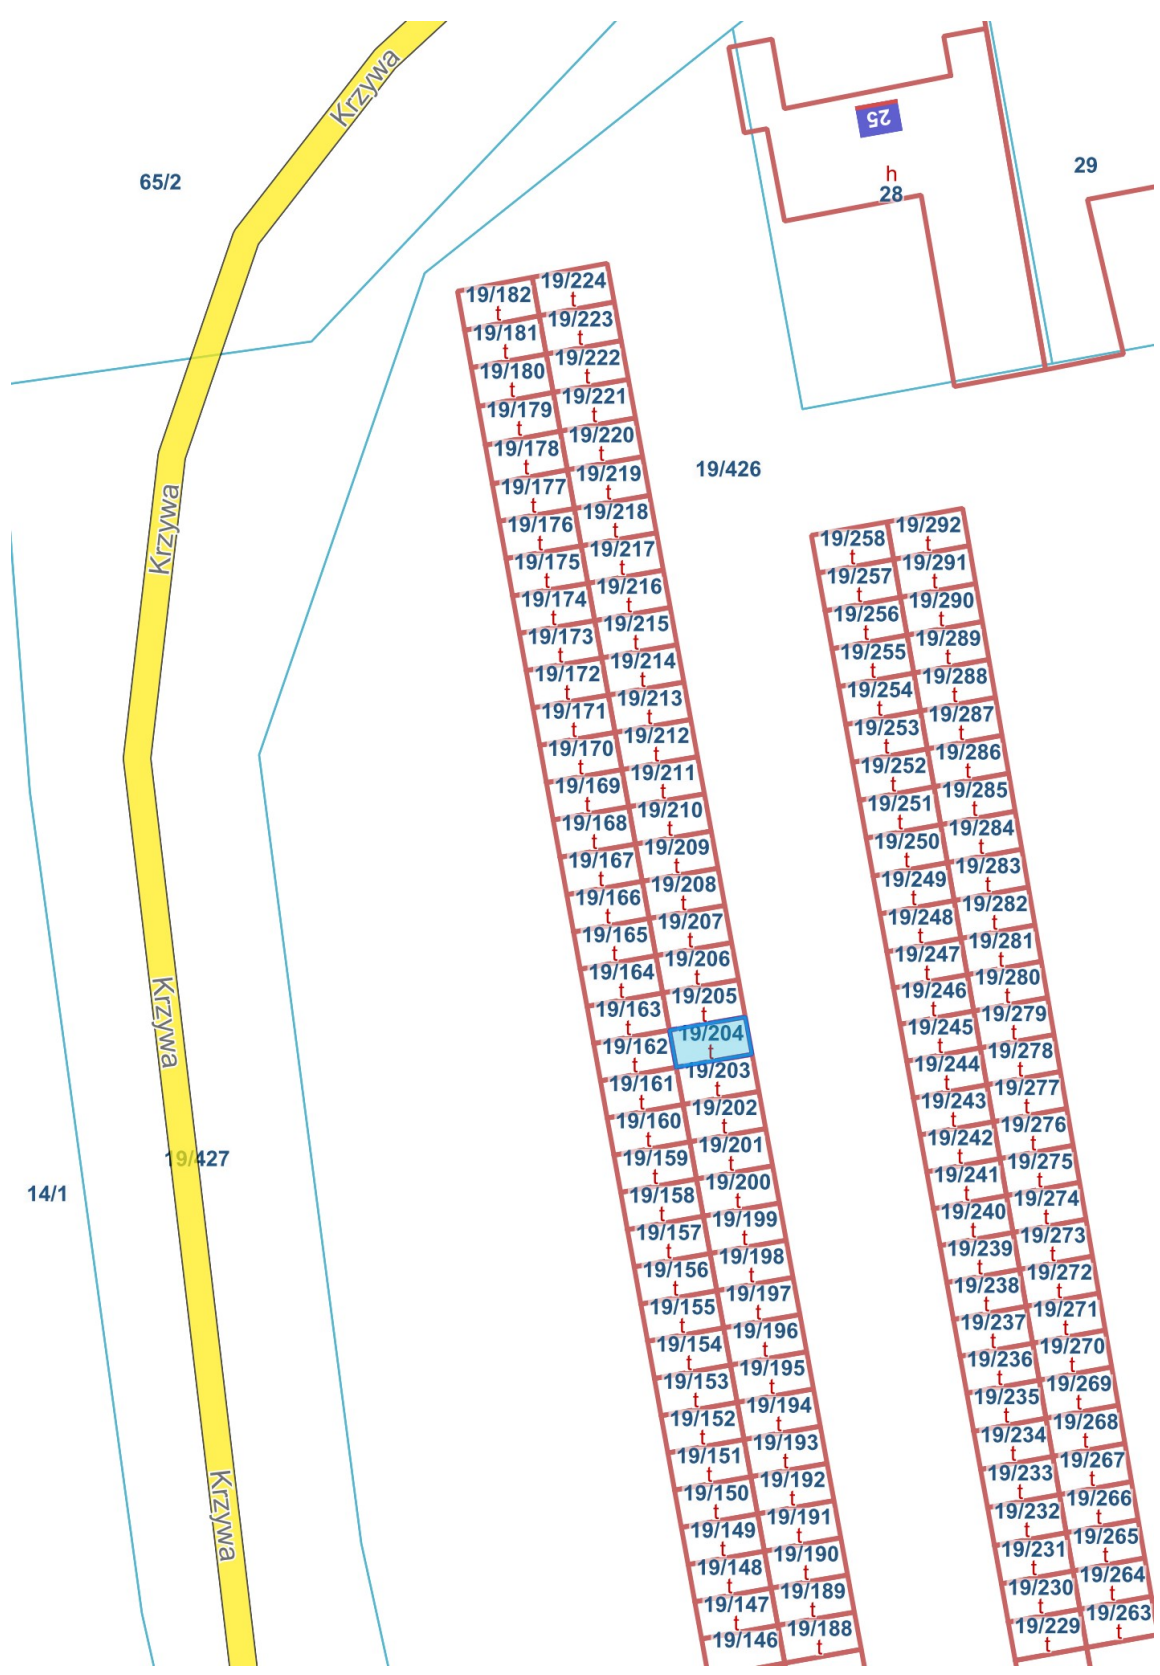 Krzywa
25
h
28
29
65/2
19/182
t
19/181
t
19/180
t
19/179
t
19/178
t
19/177
t
19/176
t
19/175
t
19/174
t
19/173
t
19/172
t
19/171
t
19/170
t
19/169
t
19/168
t
19/167
t
19/166
t
19/165
t
19/164
t
19/163
t
19/162
t
19/161
t
19/160
t
19/159
t
19/158
t
19/157
t
19/156
t
19/155
t
19/154
t
19/153
t
19/152
t
19/151
t
19/150
t
19/149
t
19/148
t
19/147
t
19/146
19/224
t
19/223
t
19/222
t
19/221
t
19/220
t
19/219
t
19/218
t
19/217
t
19/216
t
19/215
t
19/214
t
19/213
t
19/212
t
19/211
t
19/210
t
19/209
t
19/208
t
19/207
t
19/206
t
19/205
t
19/204
t
19/203
t
19/202
t
19/201
t
19/200
t
19/199
t
19/198
t
19/197
t
19/196
t
19/195
t
19/194
t
19/193
t
19/192
t
19/191
t
19/190
t
19/189
t
19/188
t
19/426
19/258
t
19/257
t
19/256
t
19/255
t
19/254
t
19/253
t
19/252
t
19/251
t
19/250
t
19/249
t
19/248
t
19/247
t
19/246
t
19/245
t
19/244
t
19/243
t
19/242
t
19/241
t
19/240
t
19/239
t
19/238
t
19/237
t
19/236
t
19/235
t
19/234
t
19/233
t
19/232
t
19/231
t
19/230
t
19/229
t
19/292
t
19/291
t
19/290
t
19/289
t
19/288
t
19/287
t
19/286
t
19/285
t
19/284
t
19/283
t
19/282
t
19/281
t
19/280
t
19/279
t
19/278
t
19/277
t
19/276
t
19/275
t
19/274
t
19/273
t
19/272
t
19/271
t
19/270
t
19/269
t
19/268
t
19/267
t
19/266
t
19/265
t
19/264
t
19/263
t
Krzywa
Krzywa
19/427
14/1
Krzywa